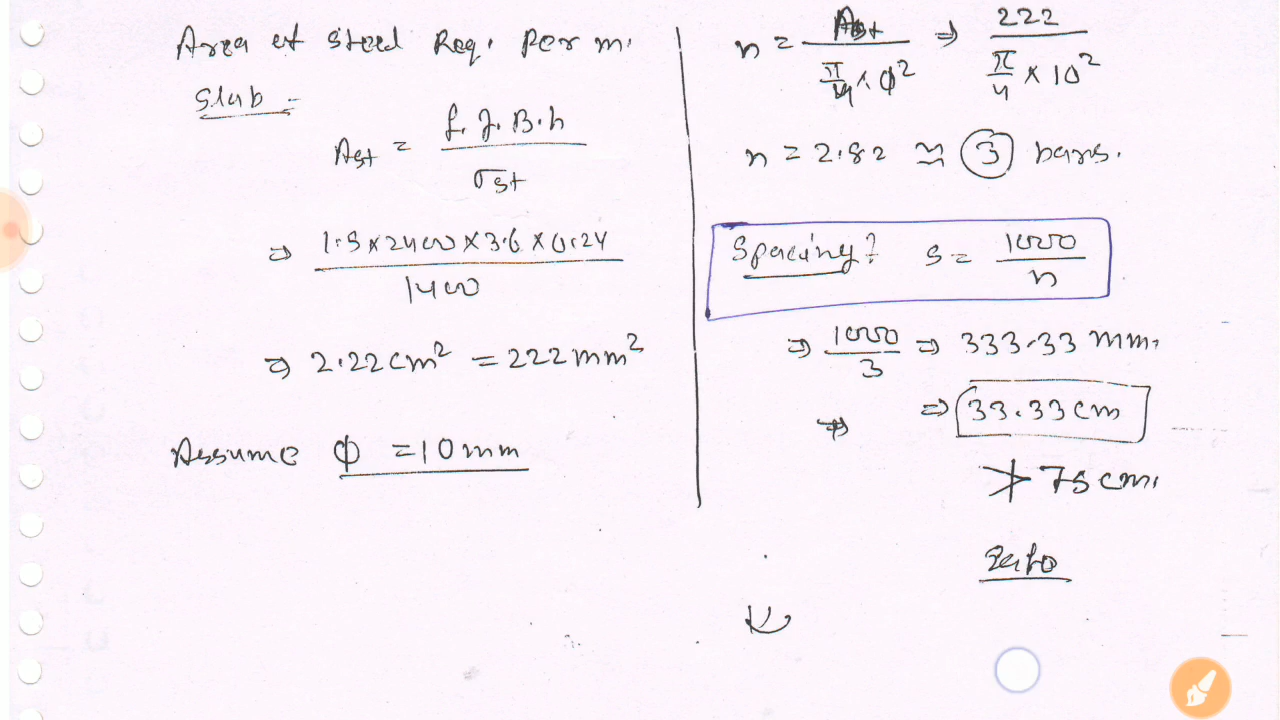 Area of Steel Req. Per m.
Slab -
Ast = f. γ. B. h / σst
⇒ 1.5 x 2400 x 3.6 x 0.24 / 1400
⇒ 2.22 cm² = 222 mm²
Assume ϕ = 10 mm
n = Ast / π/4 x ϕ² ⇒ 222 / π/4 x 10²
n = 2.82 ≃ 3 bars.
Spacing: S = 1000 / n
⇒ 1000 / 3 ⇒ 333.33 mm.
⇒ 33.33 cm
≯ 75 cm.